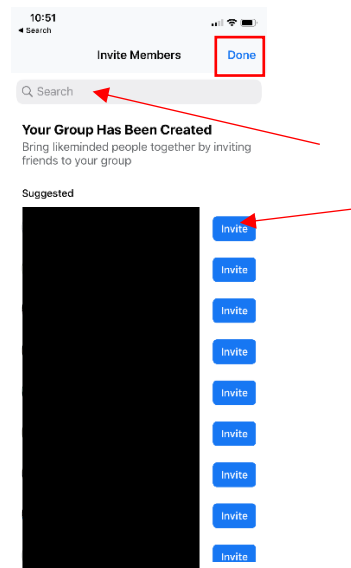 10:51
Search
Invite Members
Done
Search
Your Group Has Been Created
Bring likeminded people together by inviting
friends to your group
Suggested
Invite
Invite
Invite
Invite
Invite
Invite
Invite
Invite
Invite